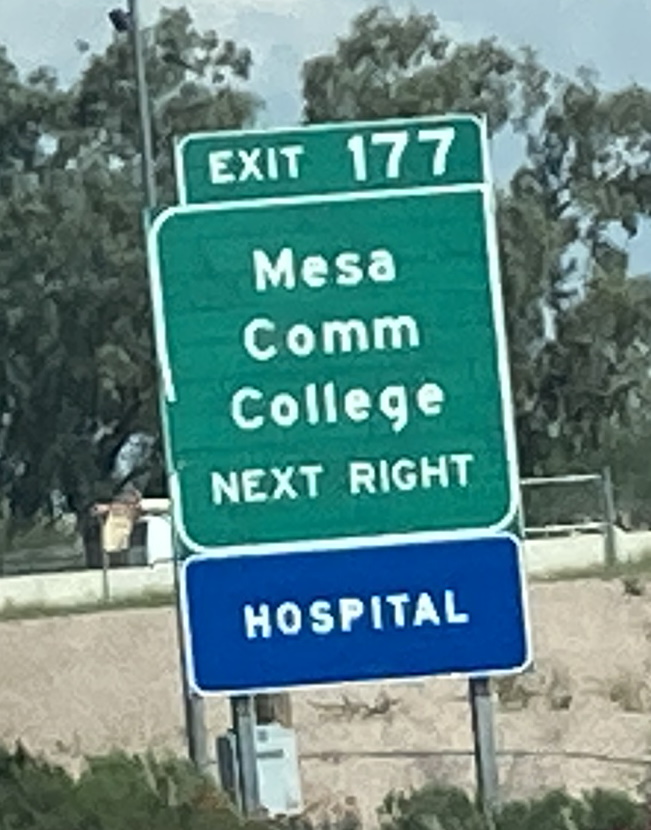 EXIT 177
Mesa
Comm
College
NEXT RIGHT
HOSPITAL